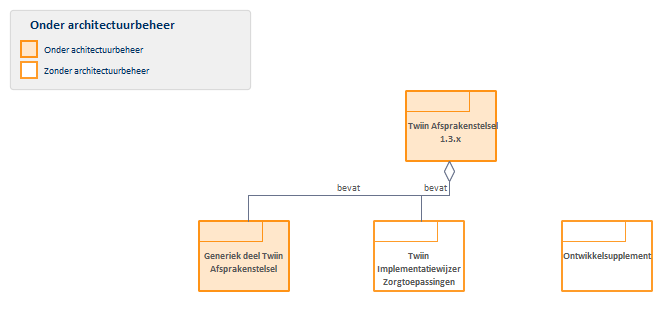 Onder architectuurbeheer
Onder achitectuurbeheer
Zonder architectuurbeheer
Twiin Afsprakenstelsel
1.3.x
bevat
bevat
Generiek deel Twiin
Afsprakenstelsel
Twiin
Implementatiewijzer
Zorgtoepassingen
Ontwikkelsupplement